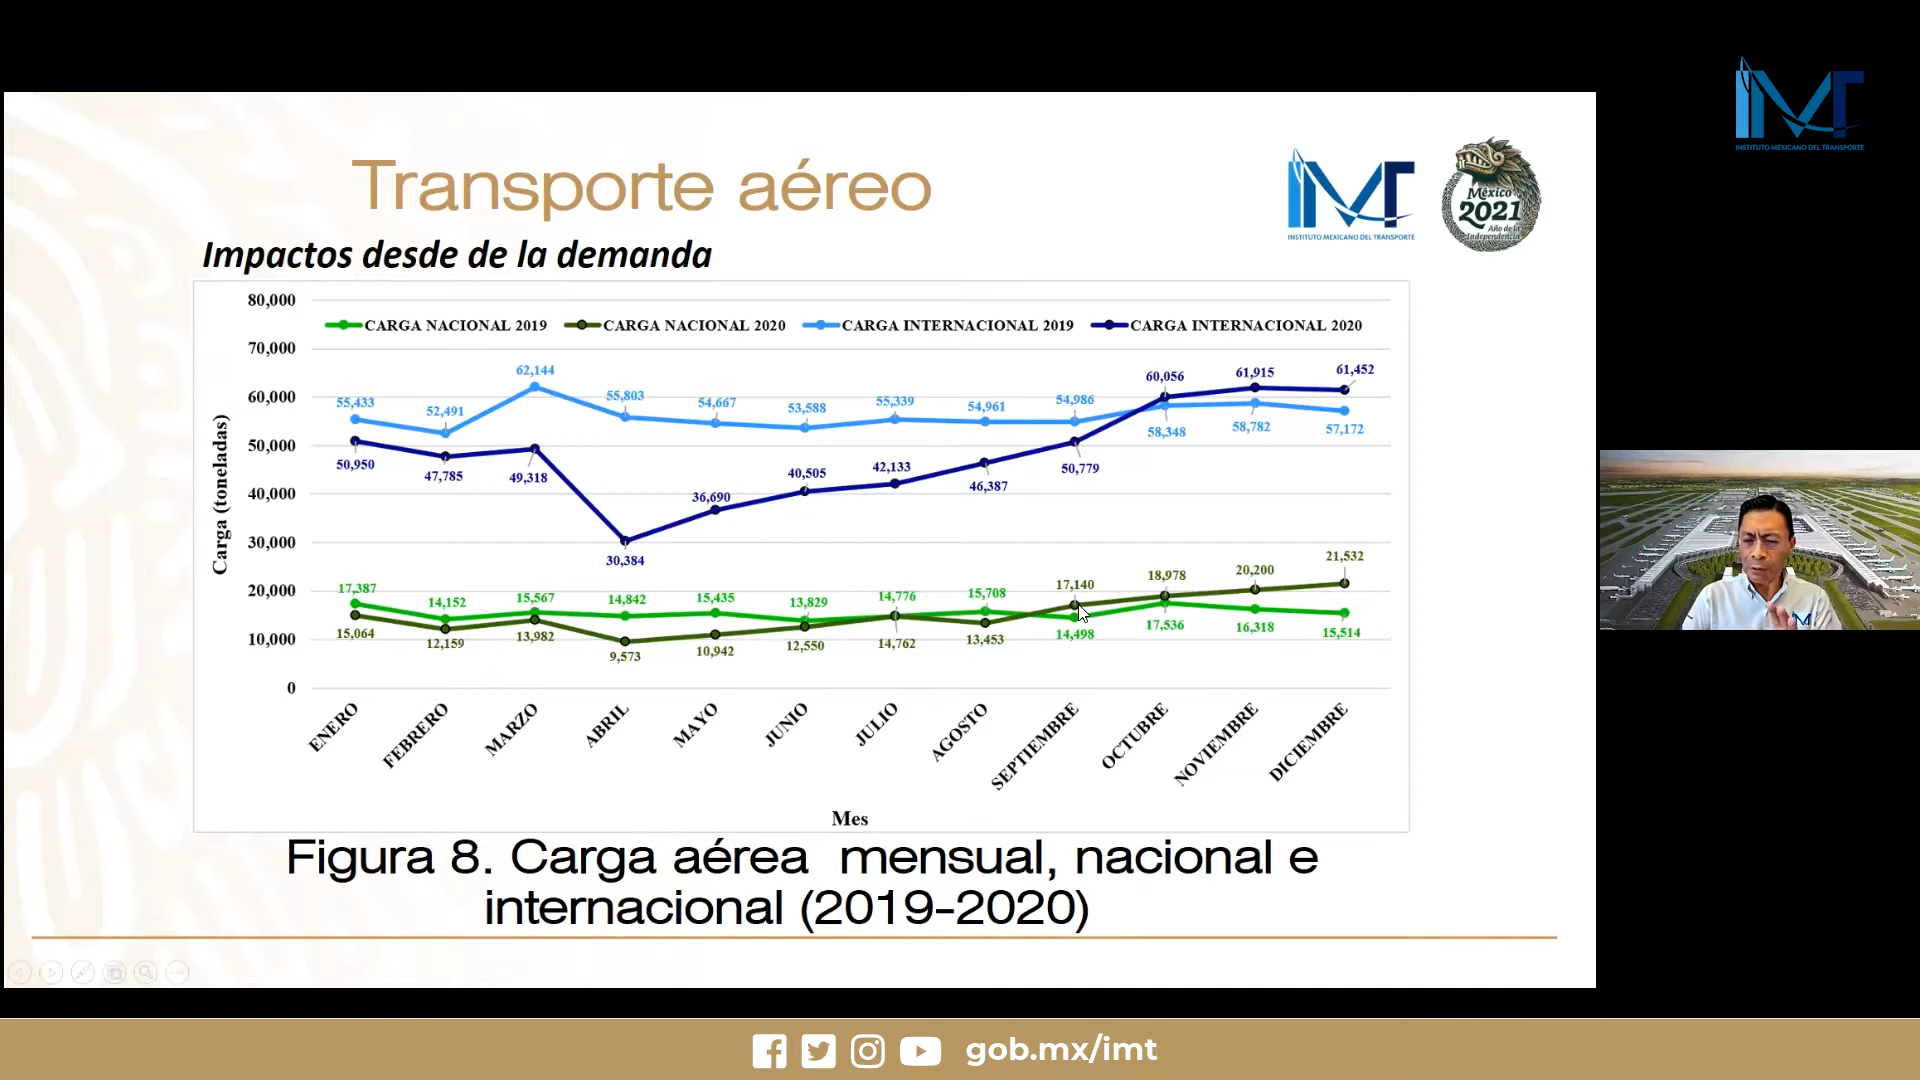 INSTITUTO MEXICANO DEL TRANSPORTE
Transporte aéreo
INSTITUTO MEXICANO DEL TRANSPORTE
México
2021
Año de la
Independencia
Impactos desde de la demanda
80,000
70,000
60,000
50,000
40,000
30,000
20,000
10,000
0
Carga (toneladas)
CARGA NACIONAL 2019 CARGA NACIONAL 2020 CARGA INTERNACIONAL 2019 CARGA INTERNACIONAL 2020
55,433 52,491 62,144 55,803 54,667 53,588 55,339 54,961 54,986 58,348 58,782 57,172
50,950 47,785 49,318 30,384 36,690 40,505 42,133 46,387 50,779 60,056 61,915 61,452
17,387 14,152 15,567 14,842 15,435 13,829 14,776 15,708 14,498 17,536 16,318 15,514
15,064 12,159 13,982 9,573 10,942 12,550 14,762 13,453 17,140 18,978 20,200 21,532
ENERO FEBRERO MARZO ABRIL MAYO JUNIO JULIO AGOSTO SEPTIEMBRE OCTUBRE NOVIEMBRE DICIEMBRE
Mes
Figura 8. Carga aérea mensual, nacional e
internacional (2019-2020)
gob.mx/imt